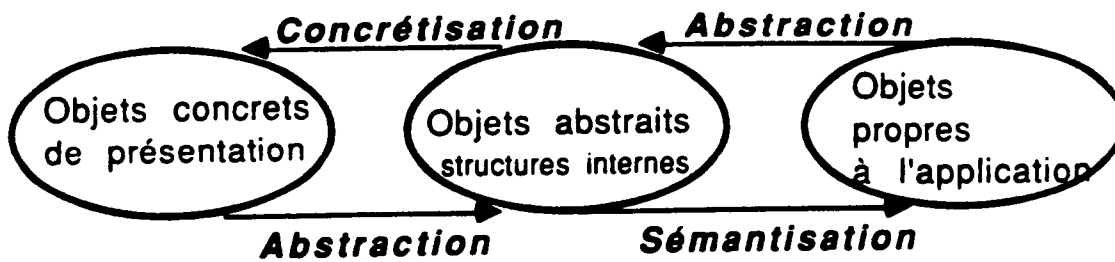 Concrétisation
Abstraction
Objets concrets
de présentation
Objets abstraits
structures internes
Objets
propres
à l'application
Abstraction
Sémantisation